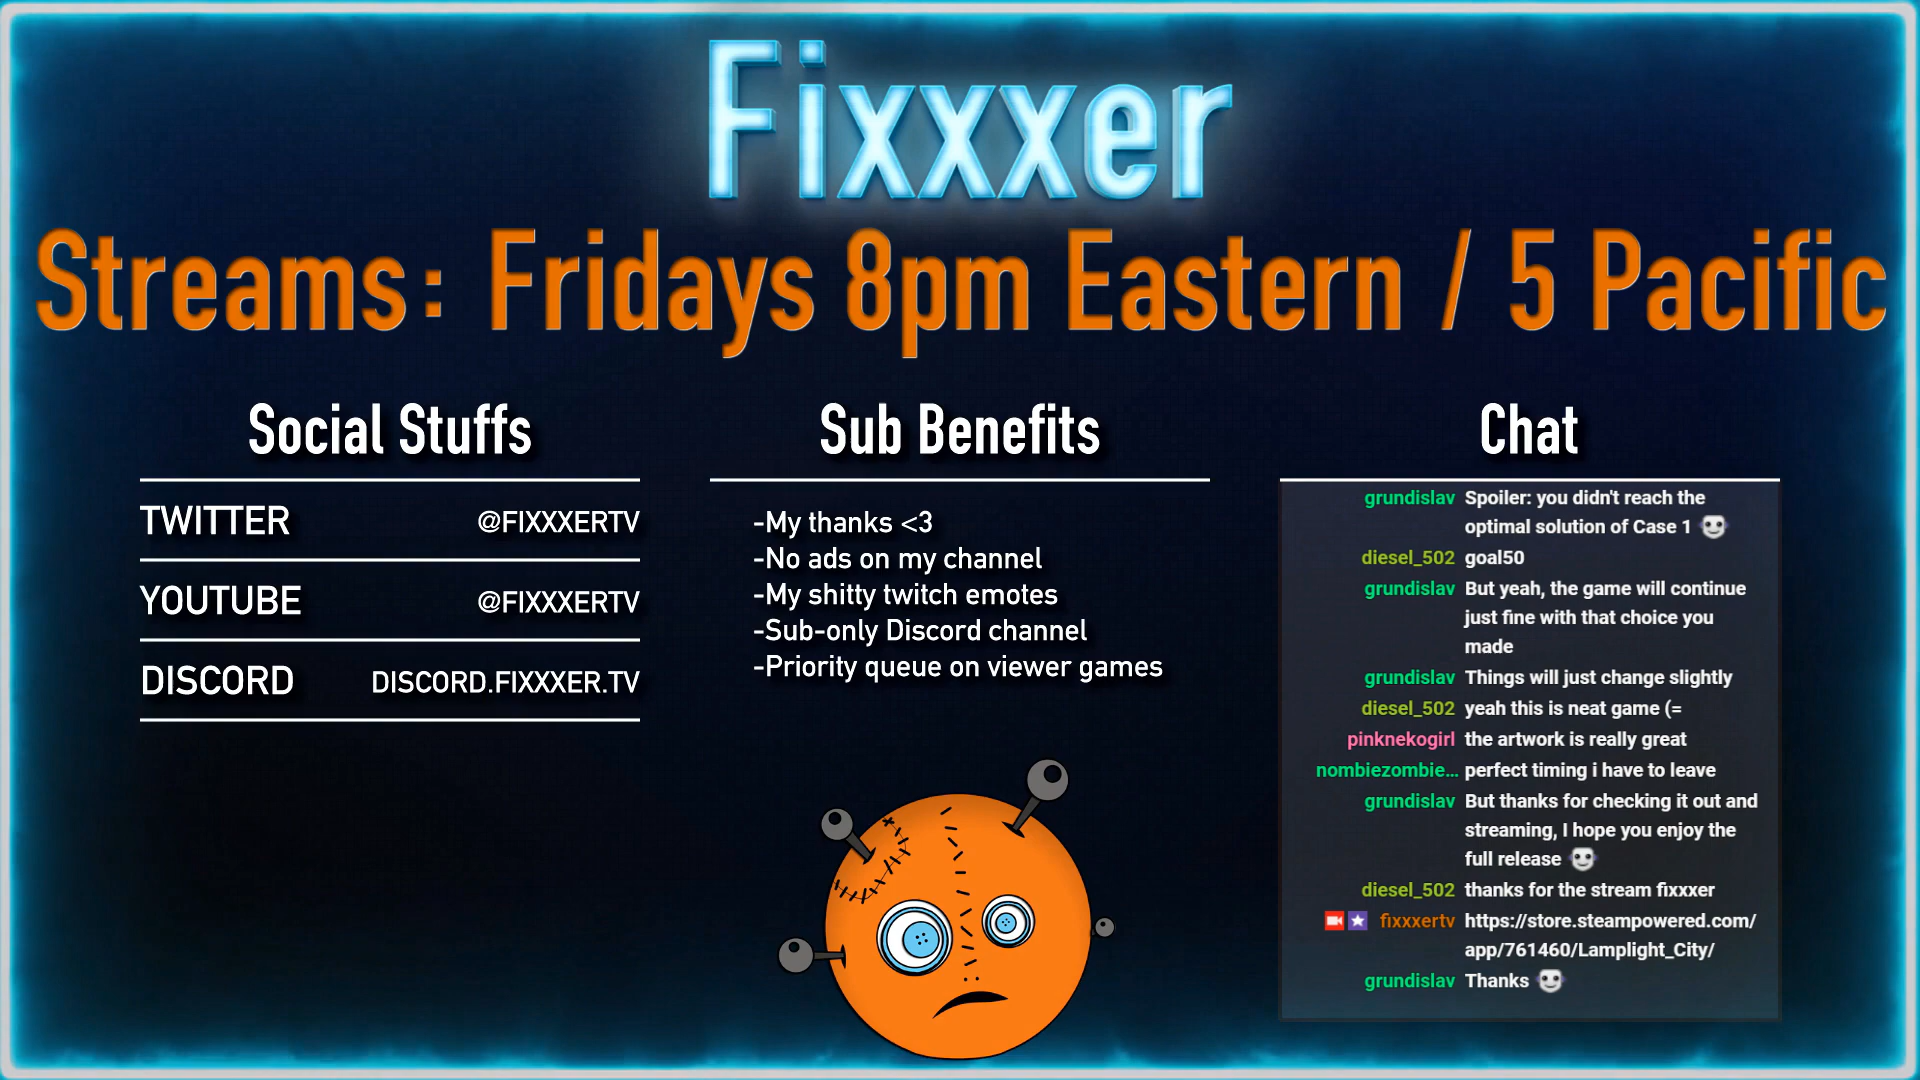 Fixxxer
Streams: Fridays 8pm Eastern / 5 Pacific
Social Stuffs
TWITTER @FIXXXERTV
YOUTUBE @FIXXXERTV
DISCORD DISCORD.FIXXXER.TV
Sub Benefits
-My thanks <3
-No ads on my channel
-My shitty twitch emotes
-Sub-only Discord channel
-Priority queue on viewer games
Chat
grundislav Spoiler: you didn't reach the
optimal solution of Case 1
diesel_502 goal50
grundislav But yeah, the game will continue
just fine with that choice you
made
grundislav Things will just change slightly
diesel_502 yeah this is neat game (=
pinknekogirl the artwork is really great
nombiezombie… perfect timing i have to leave
grundislav But thanks for checking it out and
streaming, I hope you enjoy the
full release
diesel_502 thanks for the stream fixxxer
fixxxertv https://store.steampowered.com/
app/761460/Lamplight_City/
grundislav Thanks